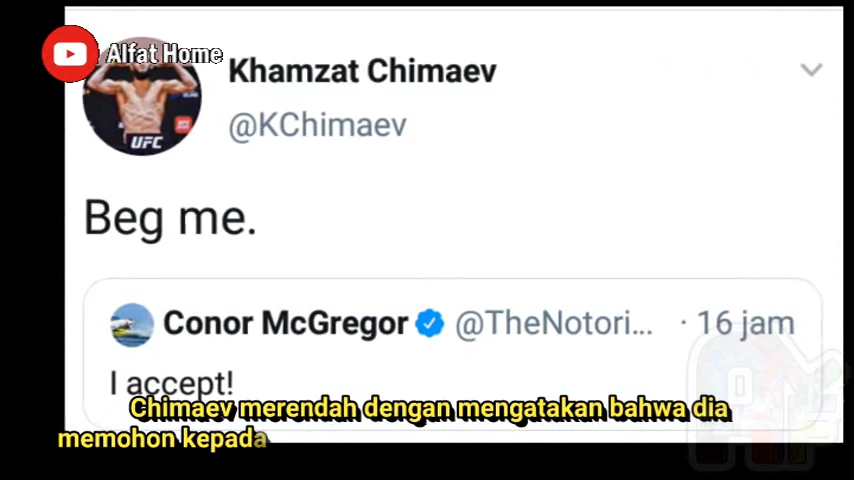 Alfat Home
Khamzat Chimaev
@KChimaev
UFC
Beg me.
Conor McGregor @TheNotori... · 16 jam
I accept!
Chimaev merendah dengan mengatakan bahwa dia
memohon kepada